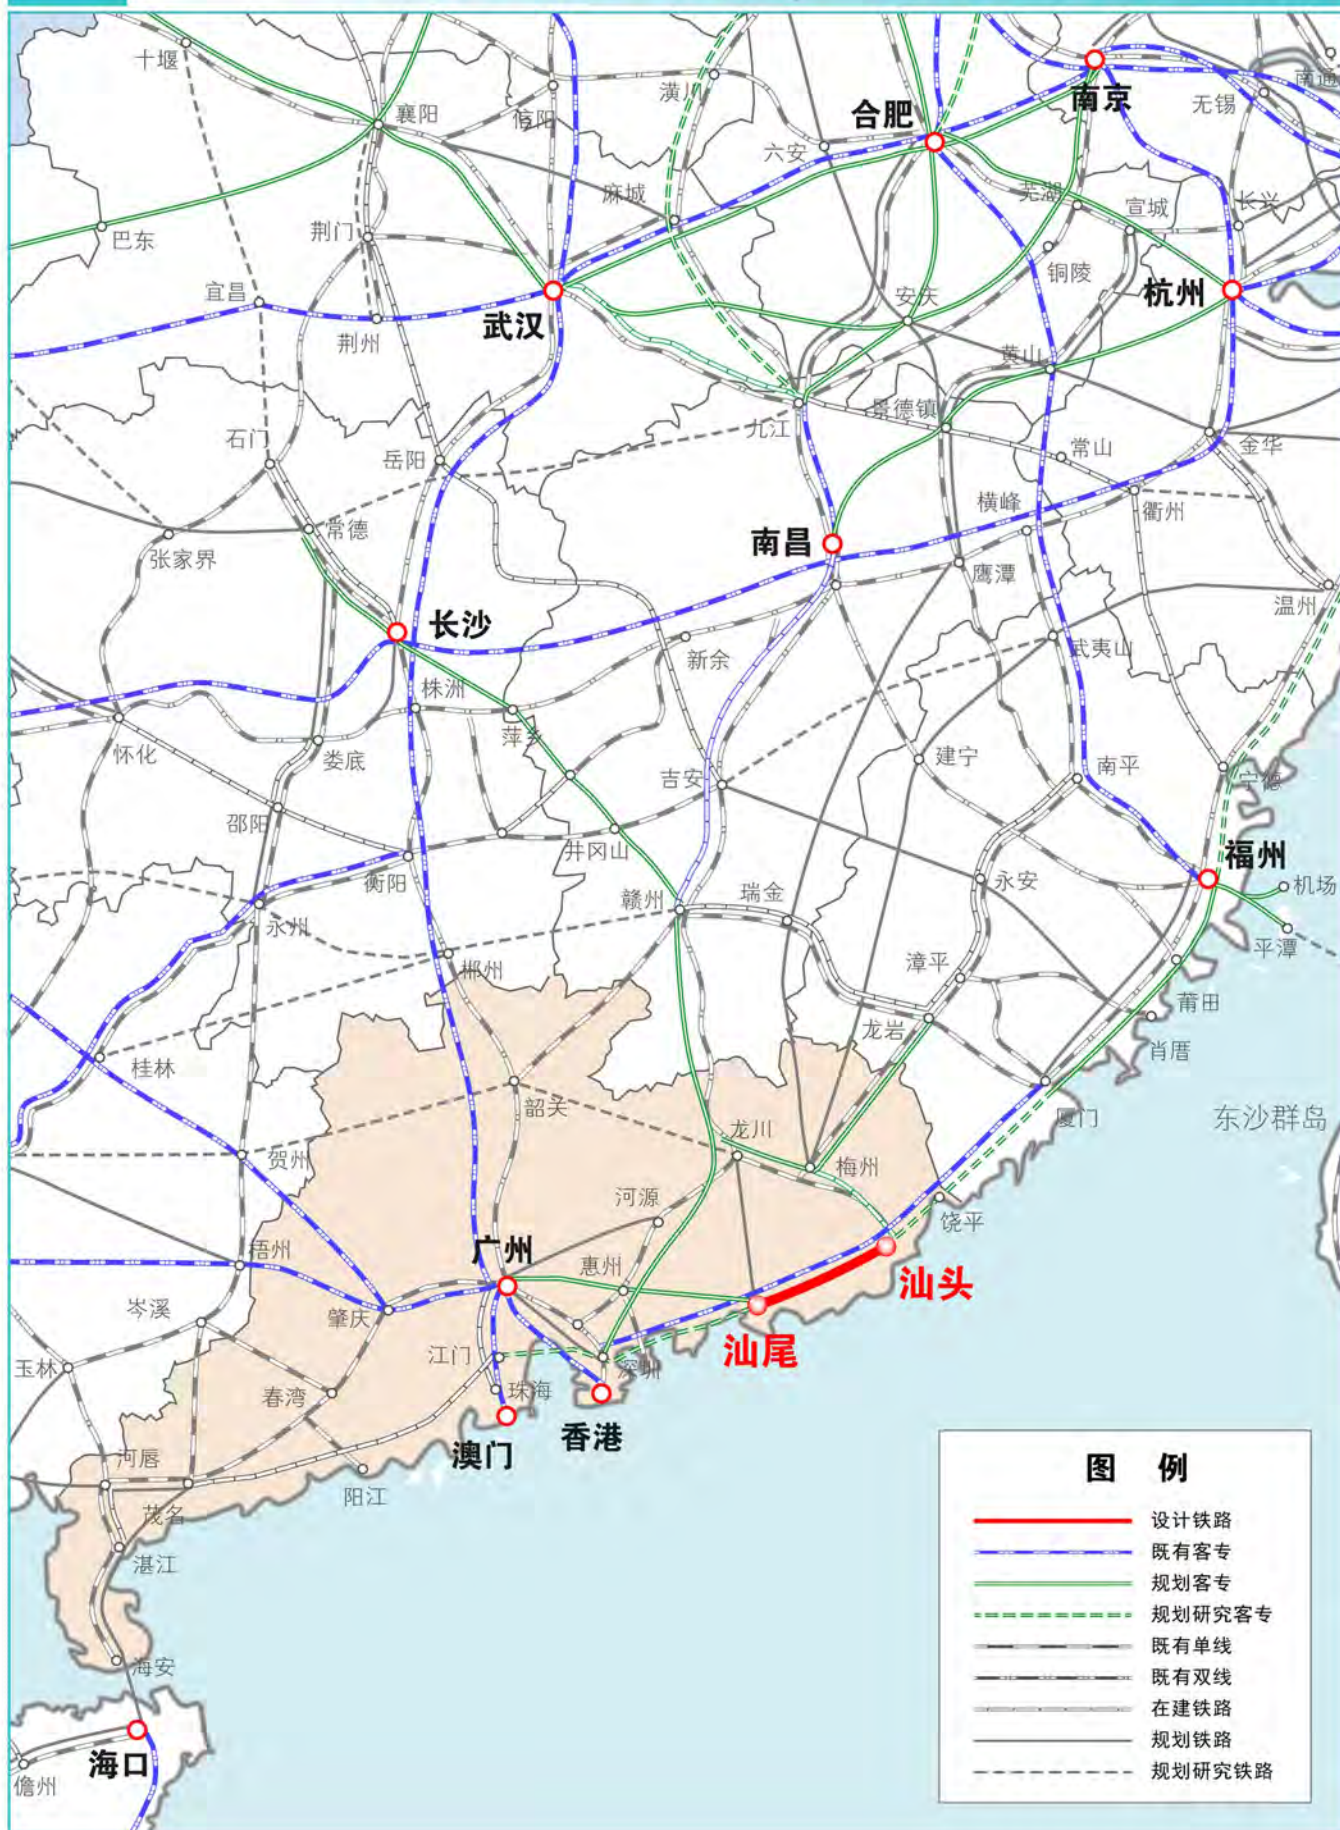 十堰
襄阳
信阳
潢川
合肥
南京
无锡
南通
六安
麻城
芜湖
宣城
长兴
巴东
荆门
铜陵
宜昌
荆州
武汉
安庆
杭州
黄山
石门
岳阳
九江
景德镇
常山
金华
张家界
常德
南昌
横峰
衢州
鹰潭
温州
长沙
新余
武夷山
怀化
娄底
株洲
萍乡
吉安
建宁
南平
宁德
邵阳
衡阳
井冈山
福州
机场
永州
赣州
瑞金
永安
平潭
郴州
漳平
莆田
桂林
龙岩
肖厝
韶关
厦门
东沙群岛
贺州
龙川
梅州
河源
饶平
梧州
广州
惠州
汕头
岑溪
肇庆
汕尾
玉林
江门
深圳
春湾
珠海
香港
澳门
河唇
茂名
阳江
湛江
海安
海口
儋州
图 例
设计铁路
既有客专
规划客专
规划研究客专
既有单线
既有双线
在建铁路
规划铁路
规划研究铁路